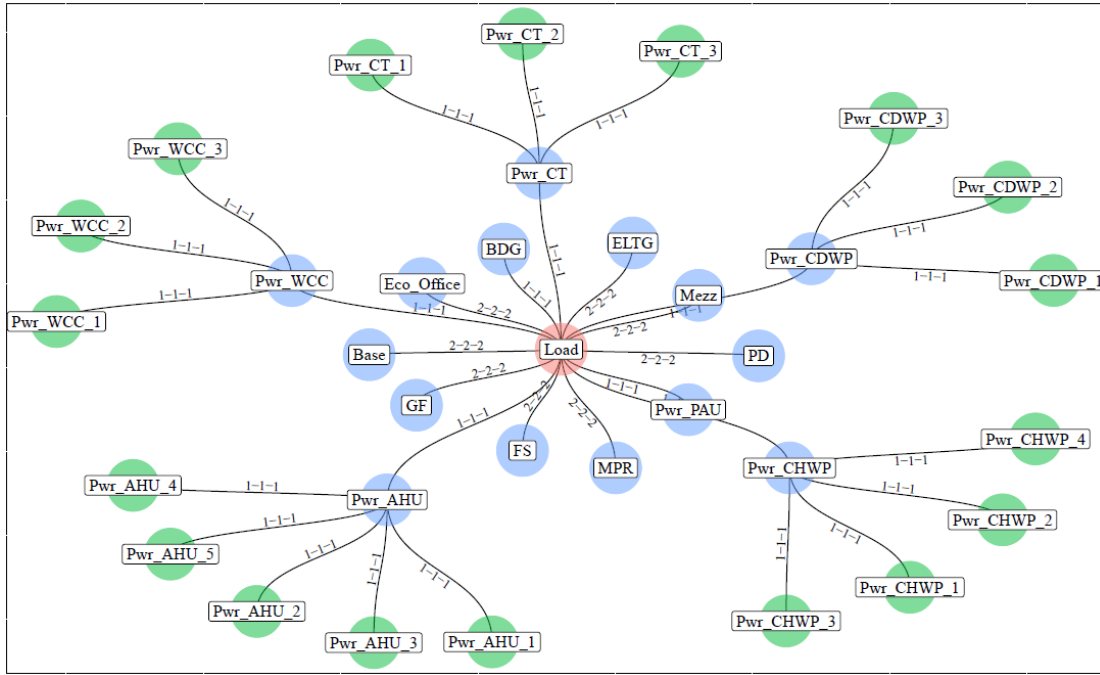 Pwr_CT_2
Pwr_CT_1
Pwr_CT_3
1-1-1
1-1-1
1-1-1
Pwr_CDWP_3
Pwr_WCC_3
Pwr_CT
1-1-1
Pwr_CDWP_2
1-1-1
Pwr_WCC_2
1-1-1
1-1-1
BDG
ELTG
Pwr_CDWP
Pwr_WCC
Eco_Office
1-1-1
1-1-1
Pwr_CDWP_1
1-1-1
Mezz
Pwr_WCC_1
1-1-1
2-2-2
1-1-1
2-2-2
2-2-2
1-1-1
Base
2-2-2
Load
2-2-2
PD
2-2-2
1-1-1
GF
1-1-1
2-2-2
2-2-2
Pwr_PAU
FS
MPR
Pwr_CHWP_4
1-1-1
Pwr_CHWP
Pwr_AHU_4
1-1-1
Pwr_AHU
1-1-1
Pwr_CHWP_2
1-1-1
Pwr_AHU_5
1-1-1
1-1-1
1-1-1
1-1-1
1-1-1
Pwr_CHWP_1
Pwr_AHU_2
Pwr_CHWP_3
Pwr_AHU_3
Pwr_AHU_1